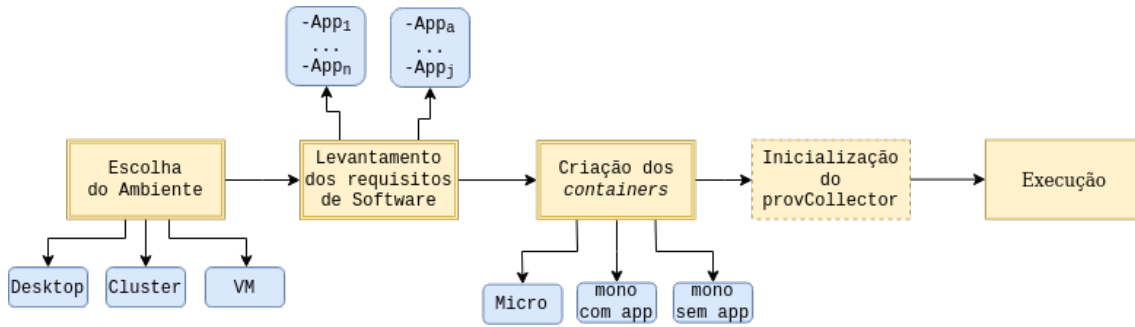 -App₁
...
-Appₙ
-Appₐ
...
-Appⱼ
Escolha
do Ambiente
Levantamento
dos requisitos
de Software
Criação dos
containers
Inicialização
do
provCollector
Execução
Desktop
Cluster
VM
Micro
mono
com app
mono
sem app